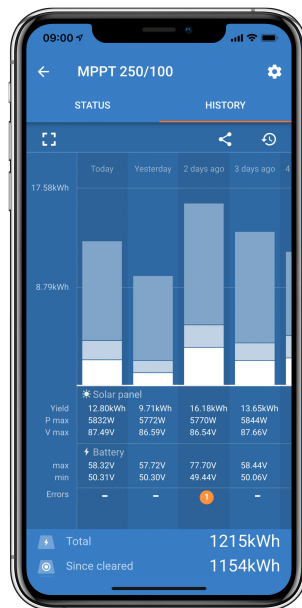 09:00
MPPT 250/100
STATUS HISTORY
Today Yesterday 2 days ago 3 days ago 4
17.58kWh
8.79kWh
Solar panel
Yield 12.80kWh 9.71kWh 16.18kWh 13.65kWh
P max 5832W 5772W 5770W 5844W
V max 87.49V 86.59V 86.54V 87.66V
Battery
max 58.32V 57.72V 77.70V 58.44V
min 50.31V 50.30V 49.44V 50.06V
Errors – – 1 –
Total 1215kWh
Since cleared 1154kWh